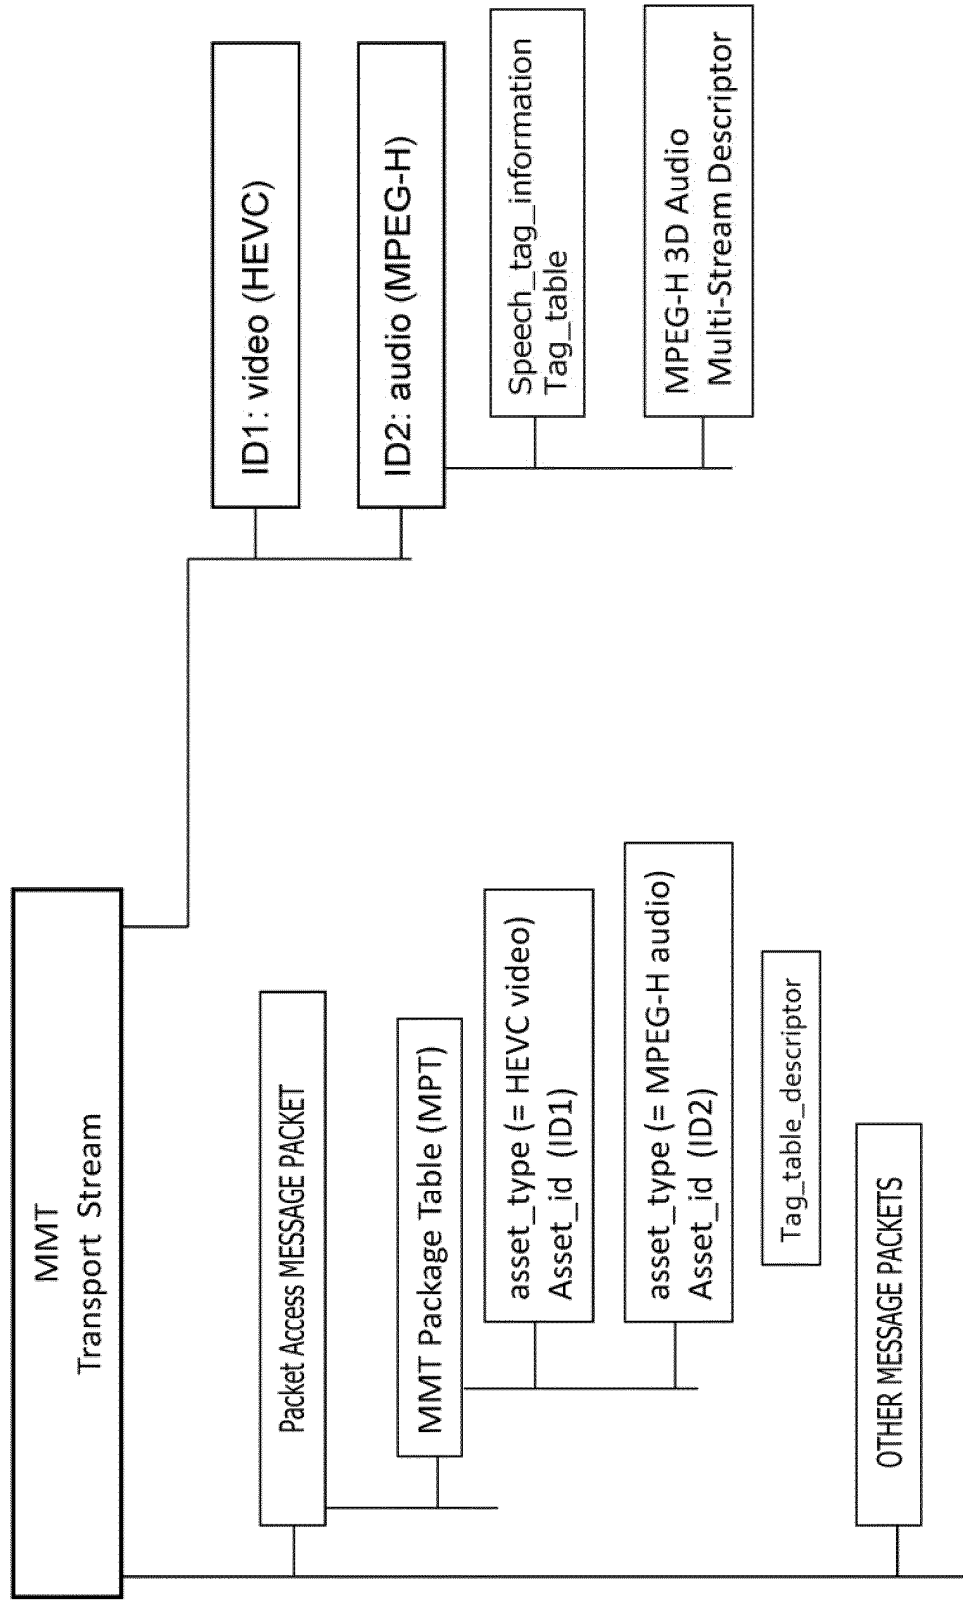 MMT
Transport Stream
Packet Access MESSAGE PACKET
MMT Package Table (MPT)
asset_type (= HEVC video)
Asset_id (ID1)
asset_type (= MPEG-H audio)
Asset_id (ID2)
Tag_table_descriptor
OTHER MESSAGE PACKETS
ID1: video (HEVC)
ID2: audio (MPEG-H)
Speech_tag_information
Tag_table
MPEG-H 3D Audio
Multi-Stream Descriptor